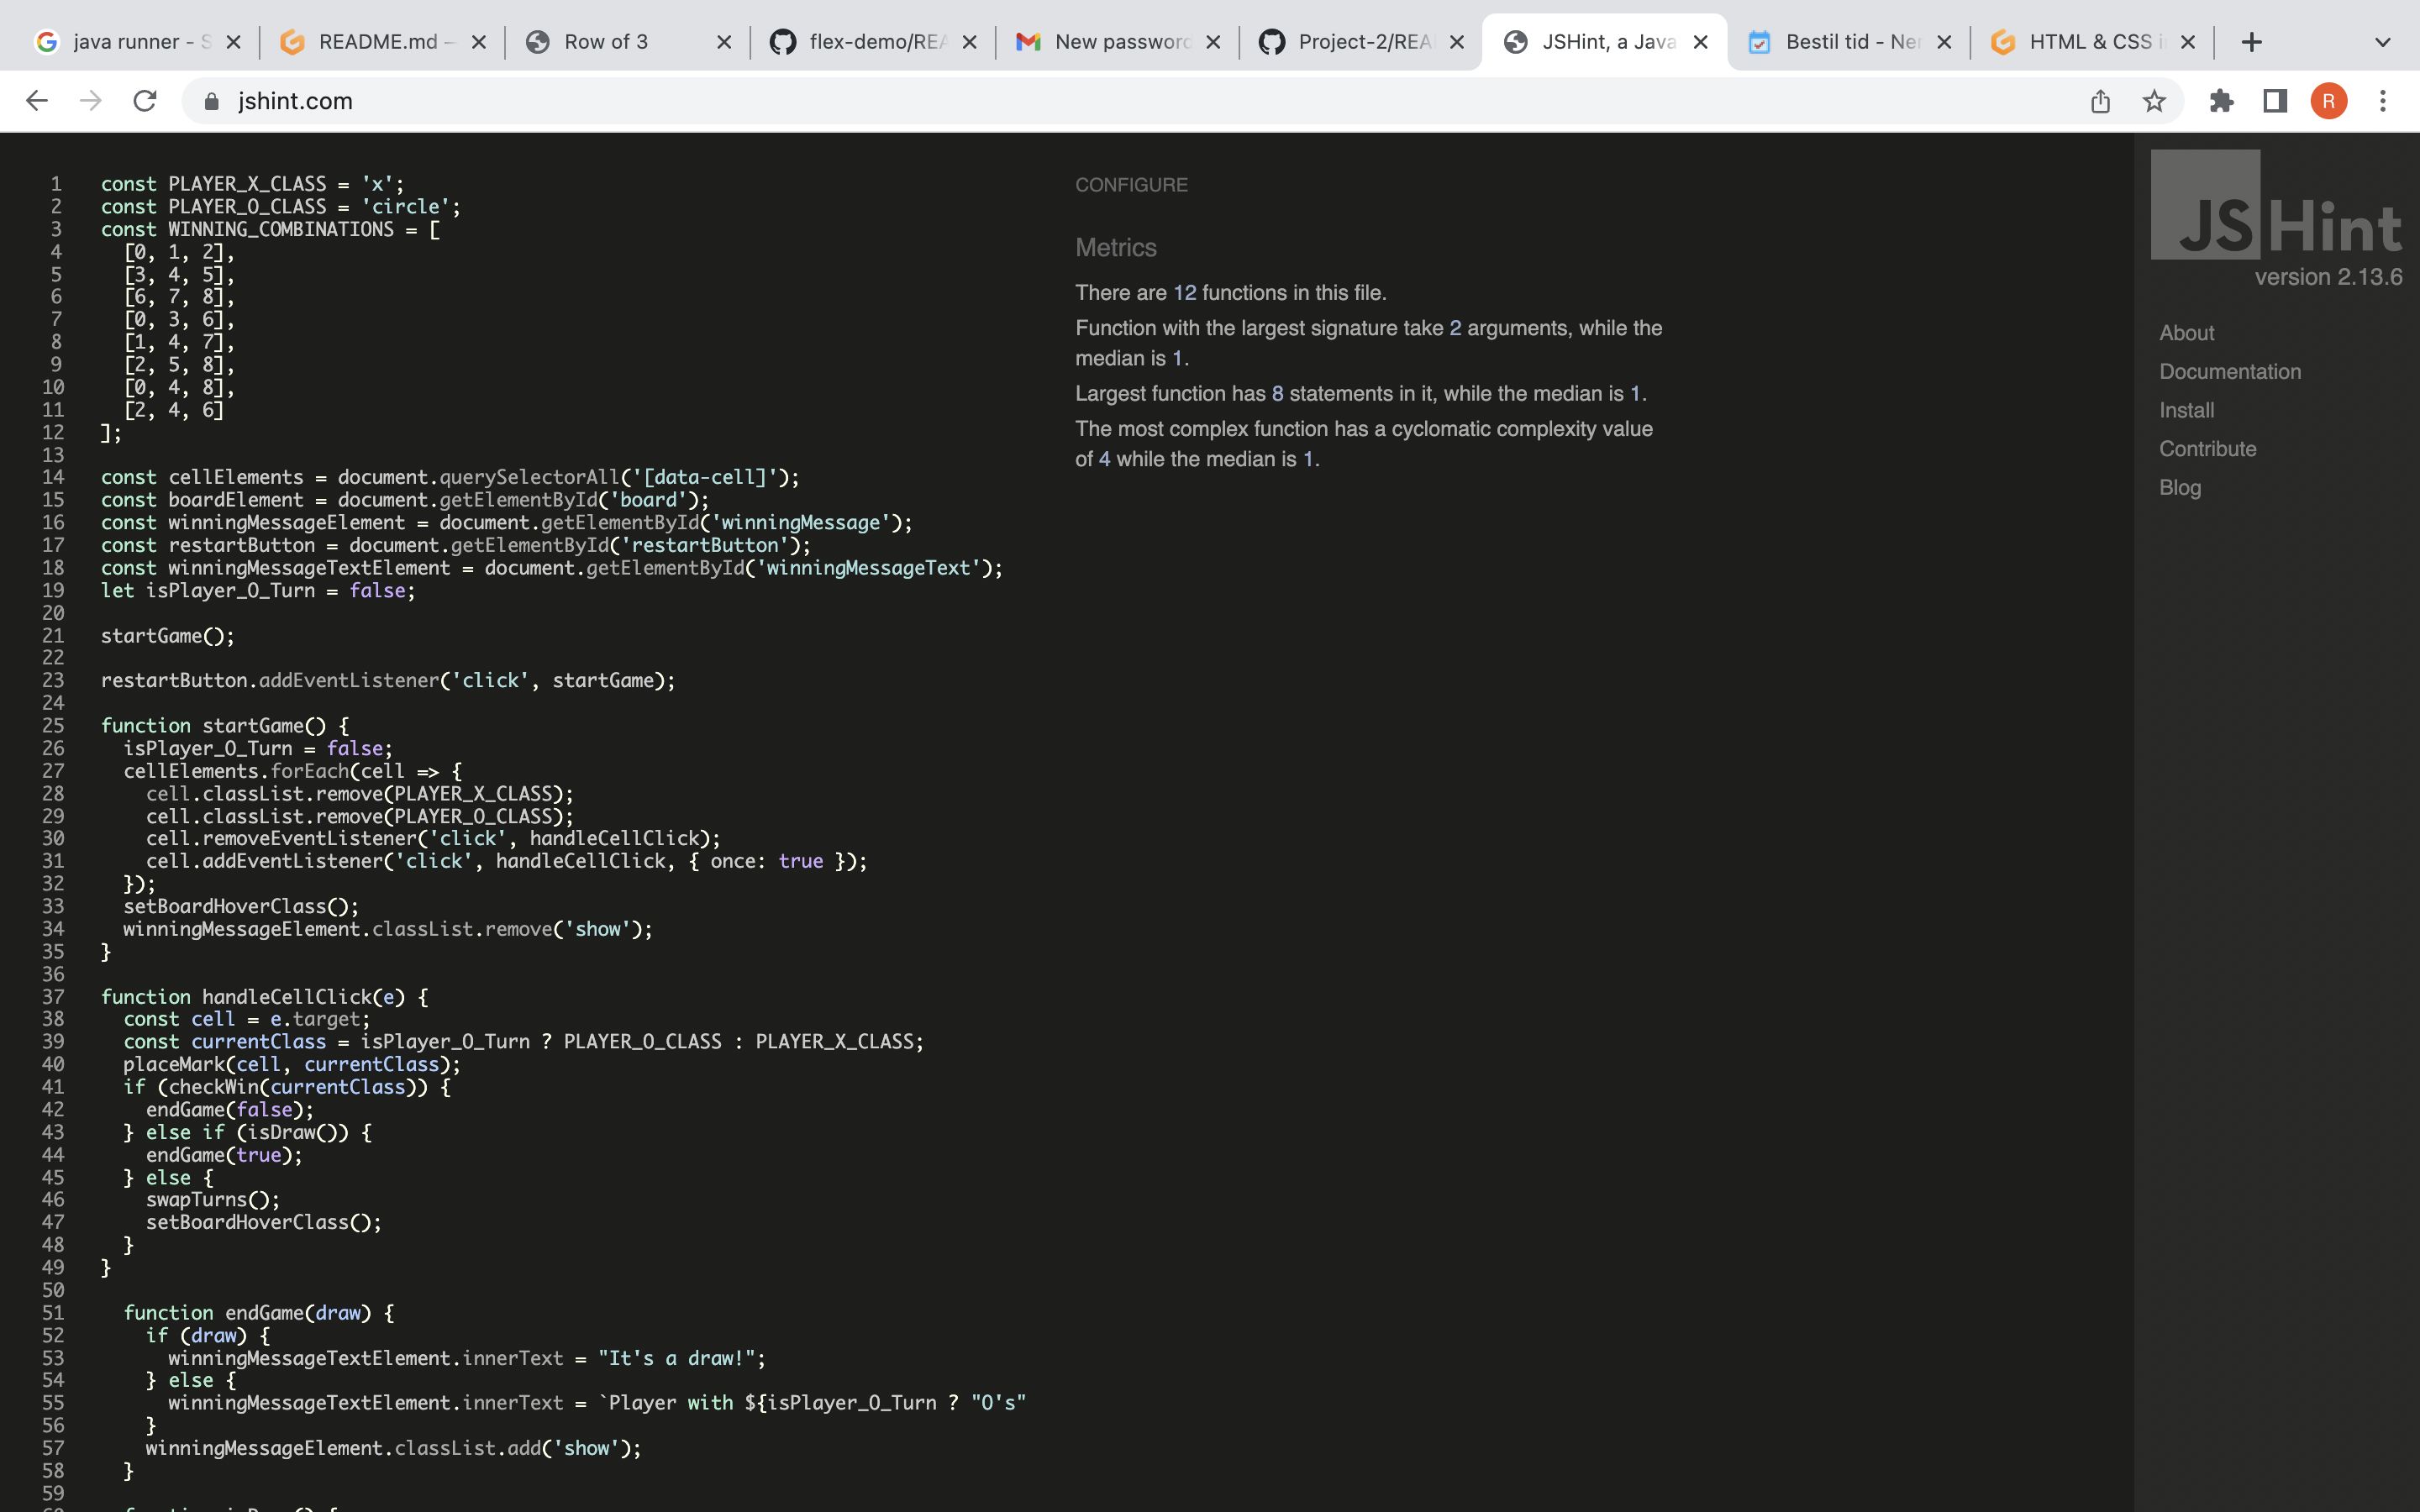 java runner - S
README.md —
Row of 3
flex-demo/REA
New password
Project-2/REA
JSHint, a Java
Bestil tid - Ner
HTML & CSS i
jshint.com
R
1 const PLAYER_X_CLASS = 'x';
2 const PLAYER_O_CLASS = 'circle';
3 const WINNING_COMBINATIONS = [
4 [0, 1, 2],
5 [3, 4, 5],
6 [6, 7, 8],
7 [0, 3, 6],
8 [1, 4, 7],
9 [2, 5, 8],
10 [0, 4, 8],
11 [2, 4, 6]
12 ];
13
14 const cellElements = document.querySelectorAll('[data-cell]');
15 const boardElement = document.getElementById('board');
16 const winningMessageElement = document.getElementById('winningMessage');
17 const restartButton = document.getElementById('restartButton');
18 const winningMessageTextElement = document.getElementById('winningMessageText');
19 let isPlayer_O_Turn = false;
20
21 startGame();
22
23 restartButton.addEventListener('click', startGame);
24
25 function startGame() {
26 isPlayer_O_Turn = false;
27 cellElements.forEach(cell => {
28 cell.classList.remove(PLAYER_X_CLASS);
29 cell.classList.remove(PLAYER_O_CLASS);
30 cell.removeEventListener('click', handleCellClick);
31 cell.addEventListener('click', handleCellClick, { once: true });
32 });
33 setBoardHoverClass();
34 winningMessageElement.classList.remove('show');
35 }
36
37 function handleCellClick(e) {
38 const cell = e.target;
39 const currentClass = isPlayer_O_Turn ? PLAYER_O_CLASS : PLAYER_X_CLASS;
40 placeMark(cell, currentClass);
41 if (checkWin(currentClass)) {
42 endGame(false);
43 } else if (isDraw()) {
44 endGame(true);
45 } else {
46 swapTurns();
47 setBoardHoverClass();
48 }
49 }
50
51 function endGame(draw) {
52 if (draw) {
53 winningMessageTextElement.innerText = "It's a draw!";
54 } else {
55 winningMessageTextElement.innerText = `Player with ${isPlayer_O_Turn ? "O's"
56 }
57 winningMessageElement.classList.add('show');
58 }
59
CONFIGURE
Metrics
There are 12 functions in this file.
Function with the largest signature take 2 arguments, while the
median is 1.
Largest function has 8 statements in it, while the median is 1.
The most complex function has a cyclomatic complexity value
of 4 while the median is 1.
JSHint
version 2.13.6
About
Documentation
Install
Contribute
Blog